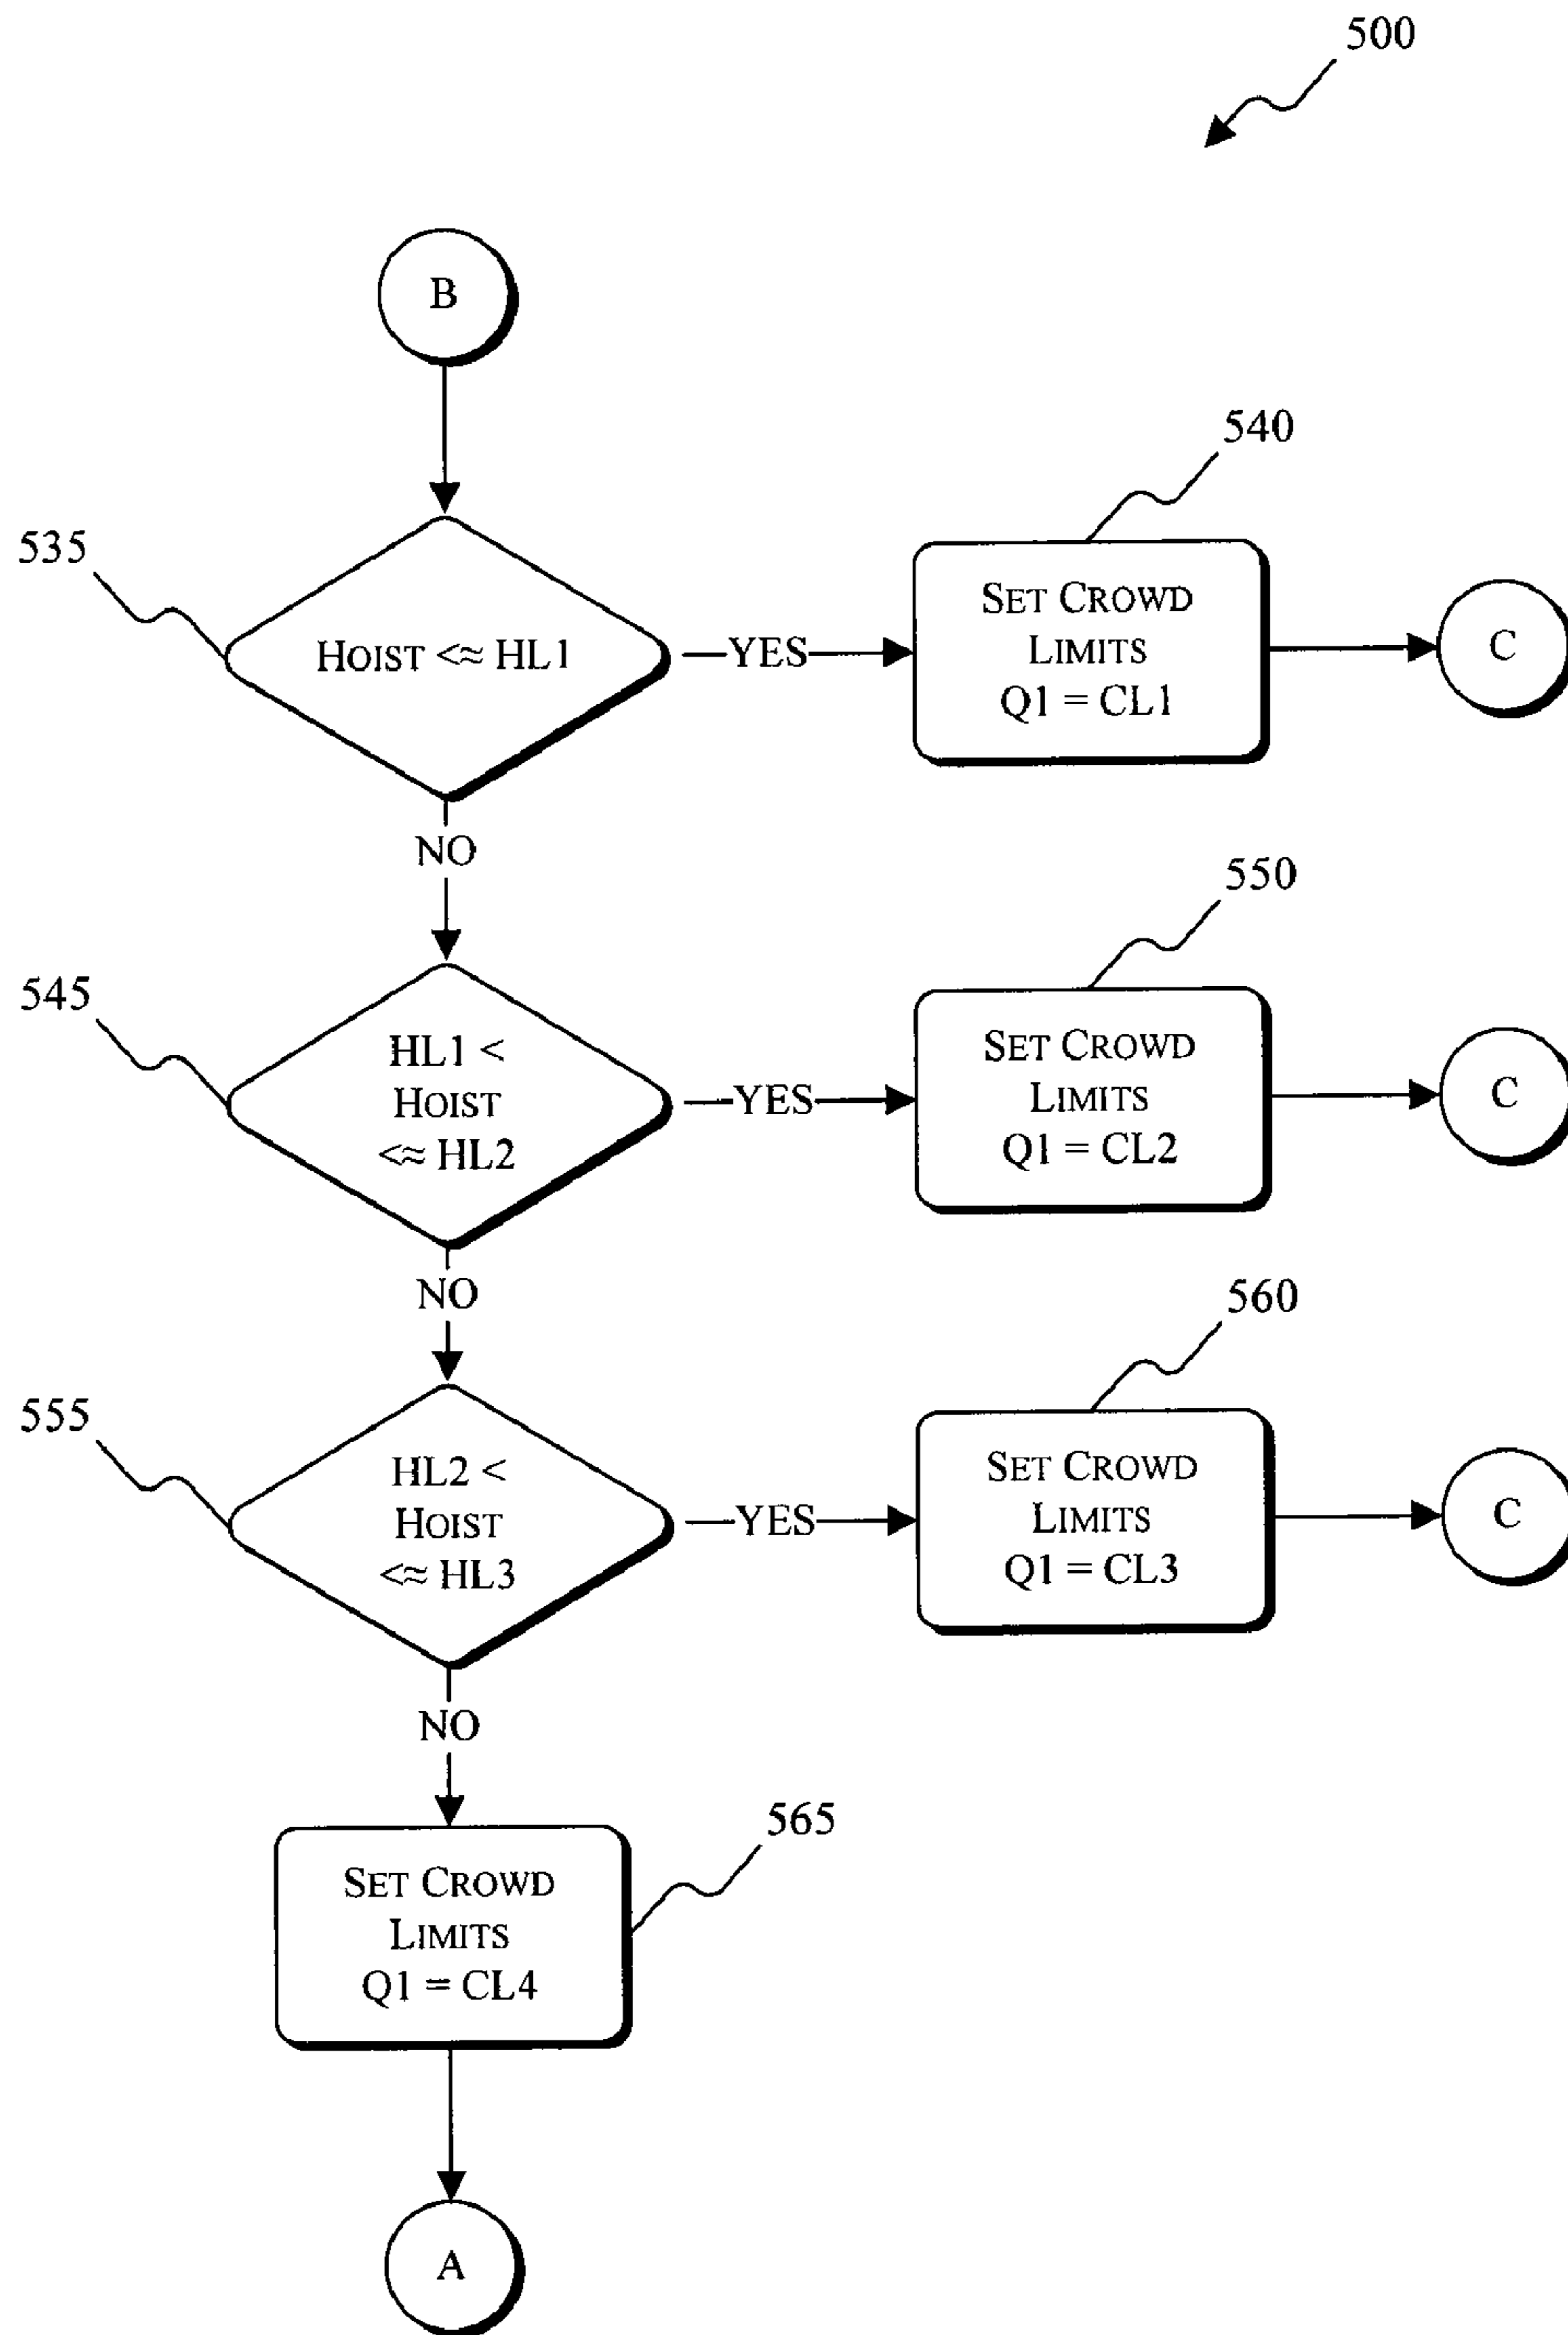 500
B
535
HOIST <≈ HL1
YES
540
SET CROWD
LIMITS
Q1 = CL1
C
NO
545
HL1 <
HOIST
<≈ HL2
YES
550
SET CROWD
LIMITS
Q1 = CL2
C
NO
555
HL2 <
HOIST
<≈ HL3
YES
560
SET CROWD
LIMITS
Q1 = CL3
C
NO
565
SET CROWD
LIMITS
Q1 = CL4
A